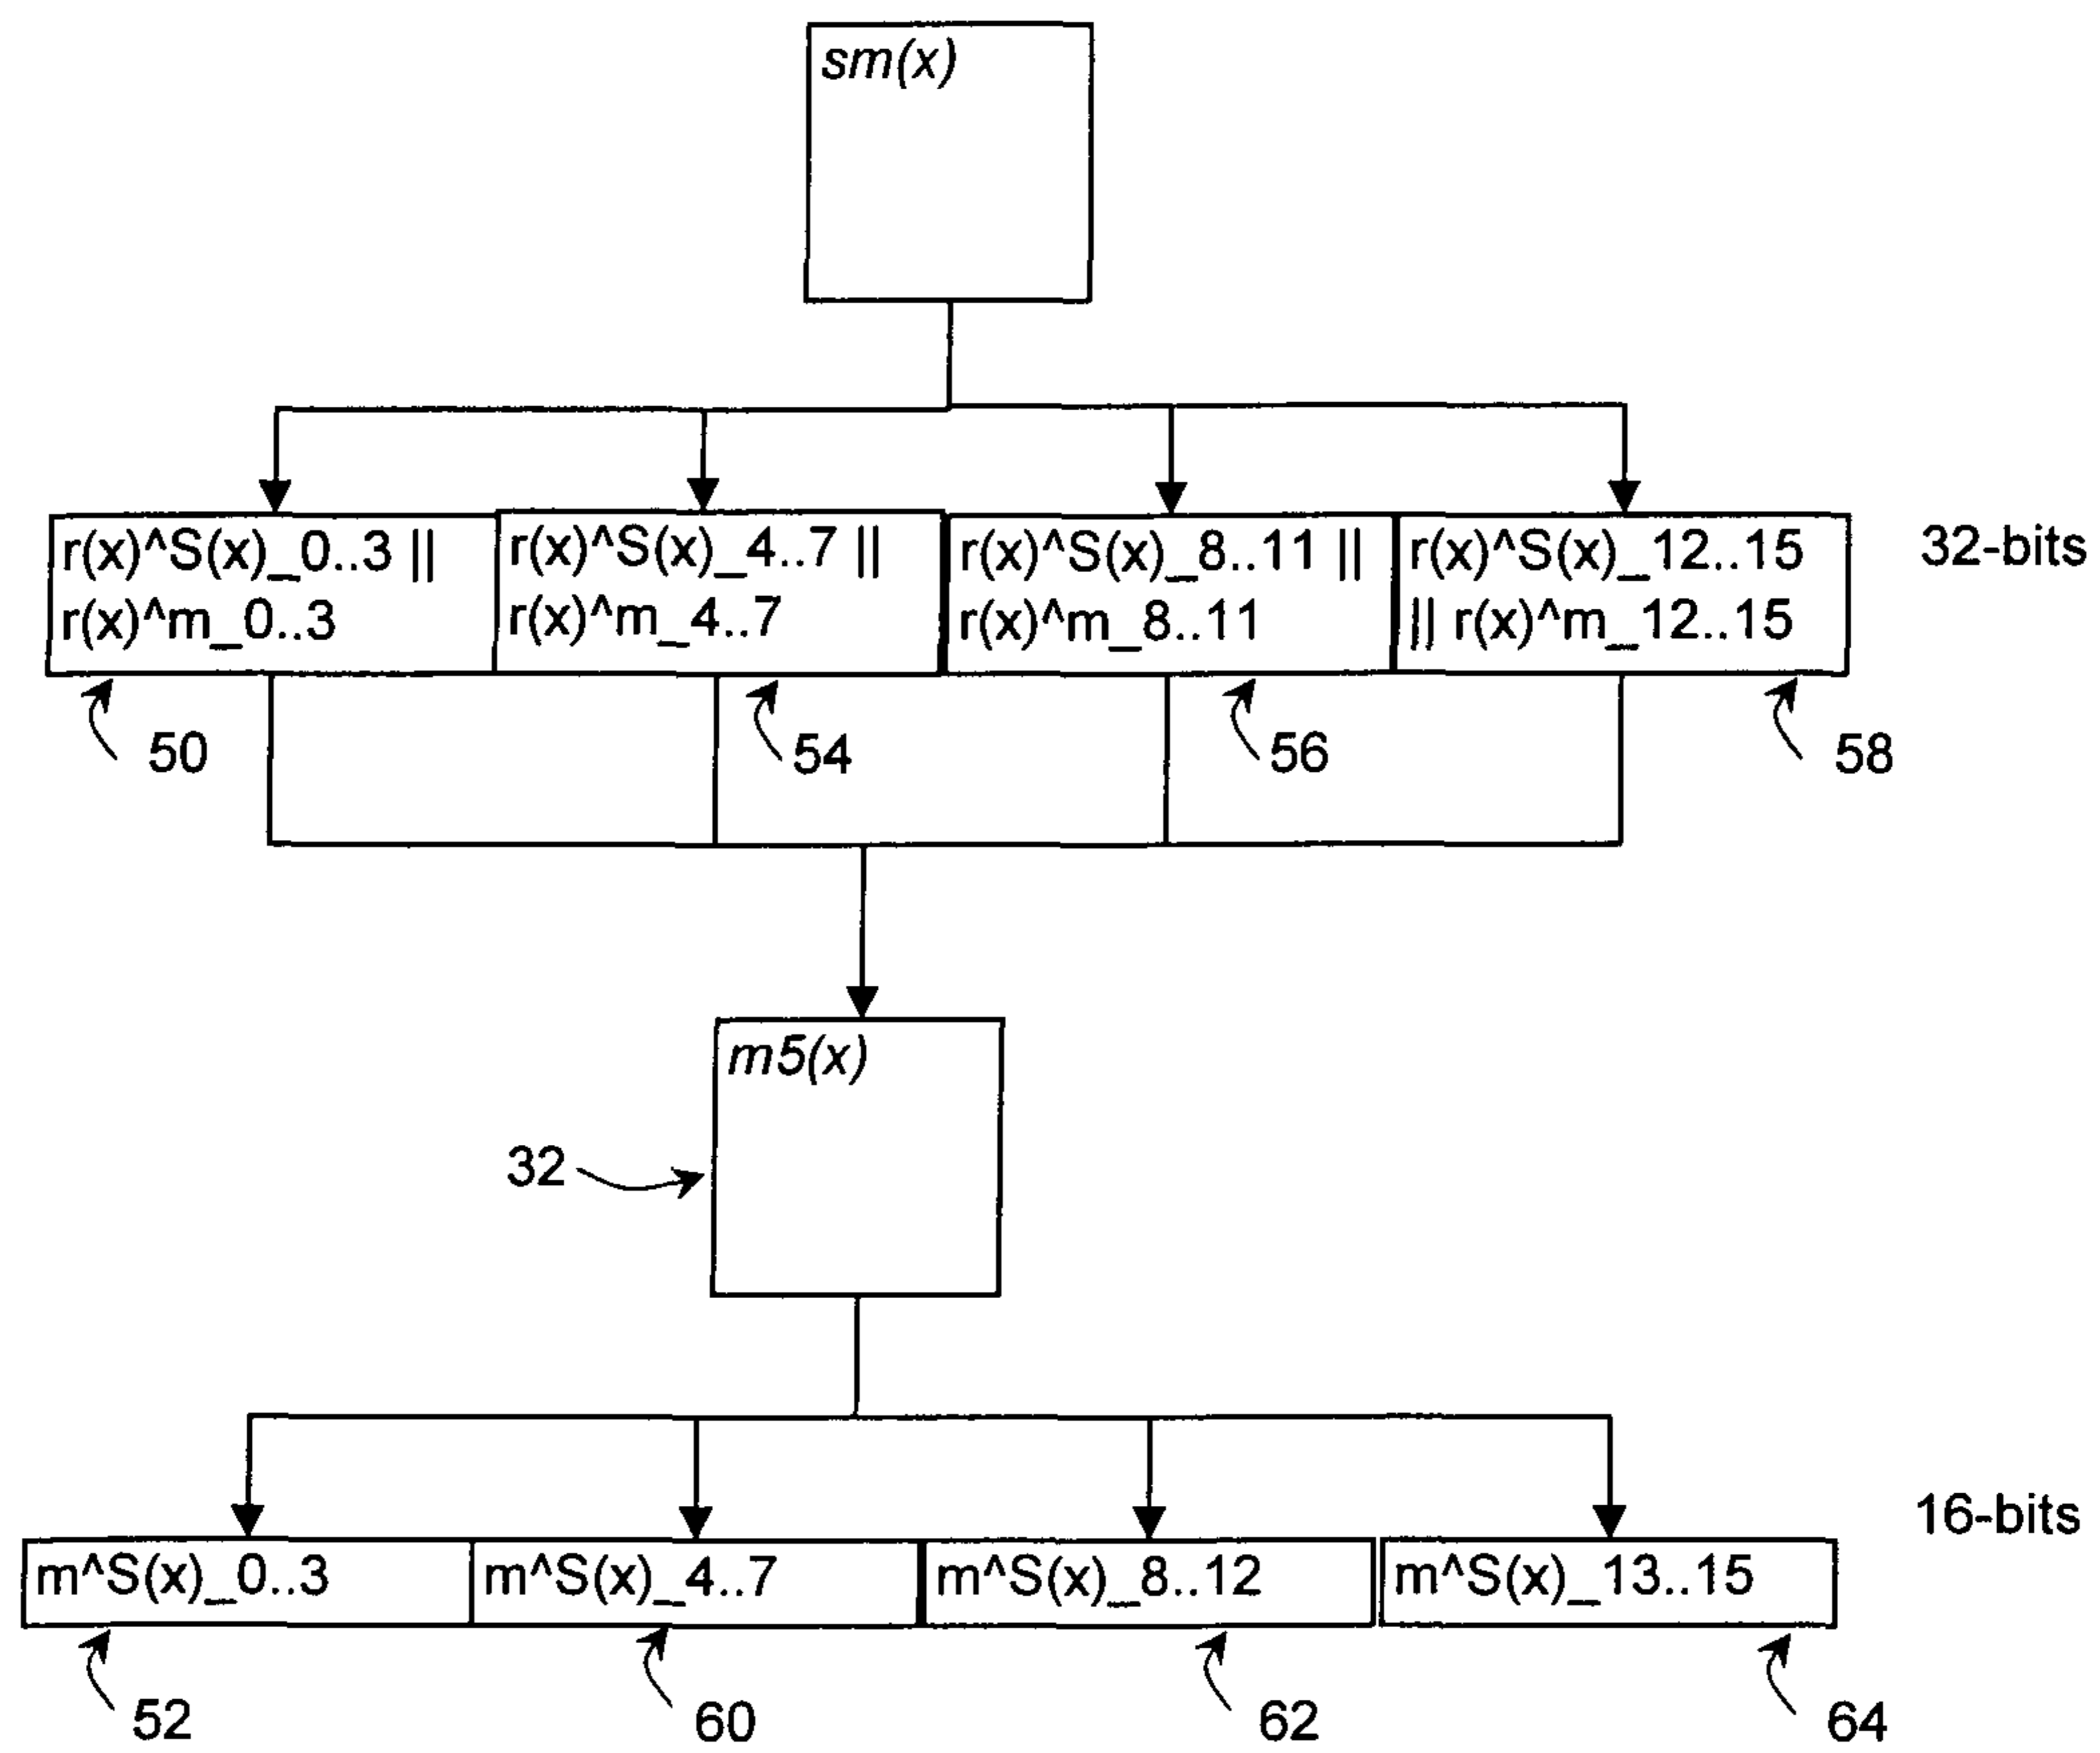 sm(x)
r(x)^S(x)_0..3 ||
r(x)^m_0..3
r(x)^S(x)_4..7 ||
r(x)^m_4..7
r(x)^S(x)_8..11 ||
r(x)^m_8..11
r(x)^S(x)_12..15
|| r(x)^m_12..15
32-bits
50
54
56
58
m5(x)
32
16-bits
m^S(x)_0..3
m^S(x)_4..7
m^S(x)_8..12
m^S(x)_13..15
52
60
62
64